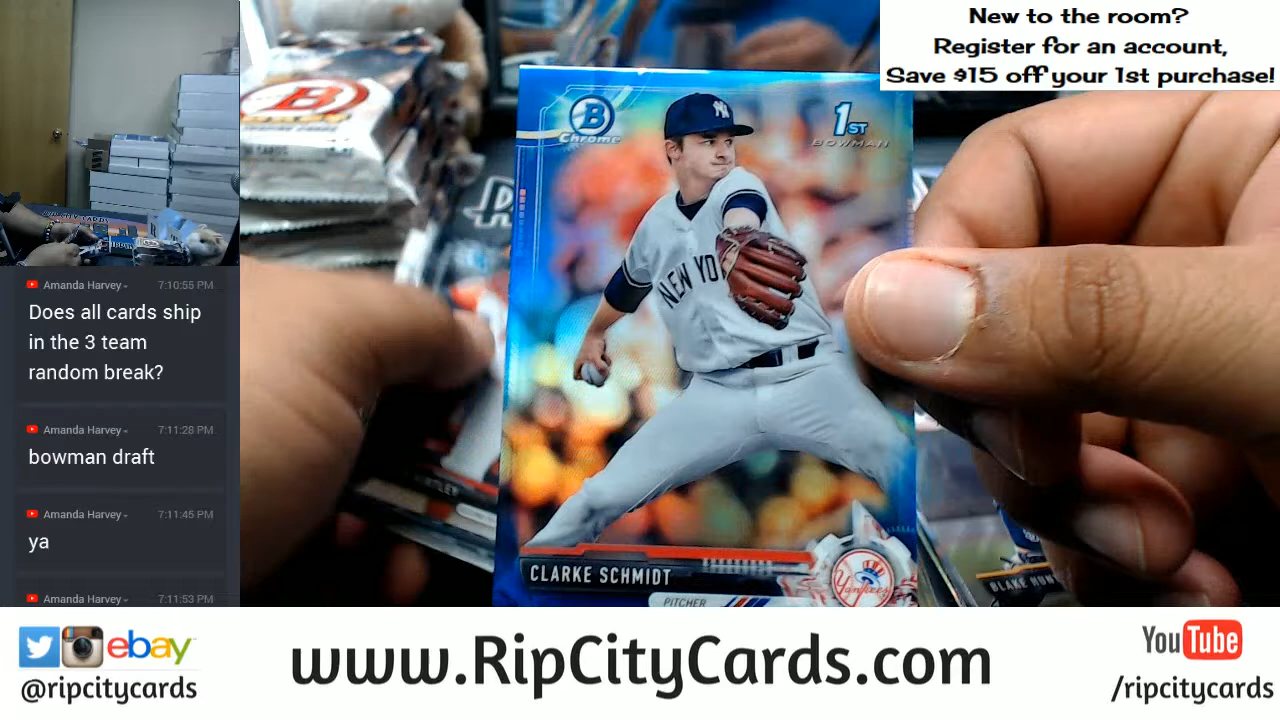 New to the room?
Register for an account,
Save $15 off your 1st purchase!
Amanda Harvey 7:10:55 PM
Does all cards ship
in the 3 team
random break?
Amanda Harvey 7:11:28 PM
bowman draft
Amanda Harvey 7:11:45 PM
ya
Amanda Harvey 7:11:53 PM
B
B
Chrome
1ST
BOWMAN
NY
NEW YO
CLARKE SCHMIDT
PITCHER
Yankees
BLAKE HUN
ebay
@ripcitycards
www.RipCityCards.com
YouTube
/ripcitycards